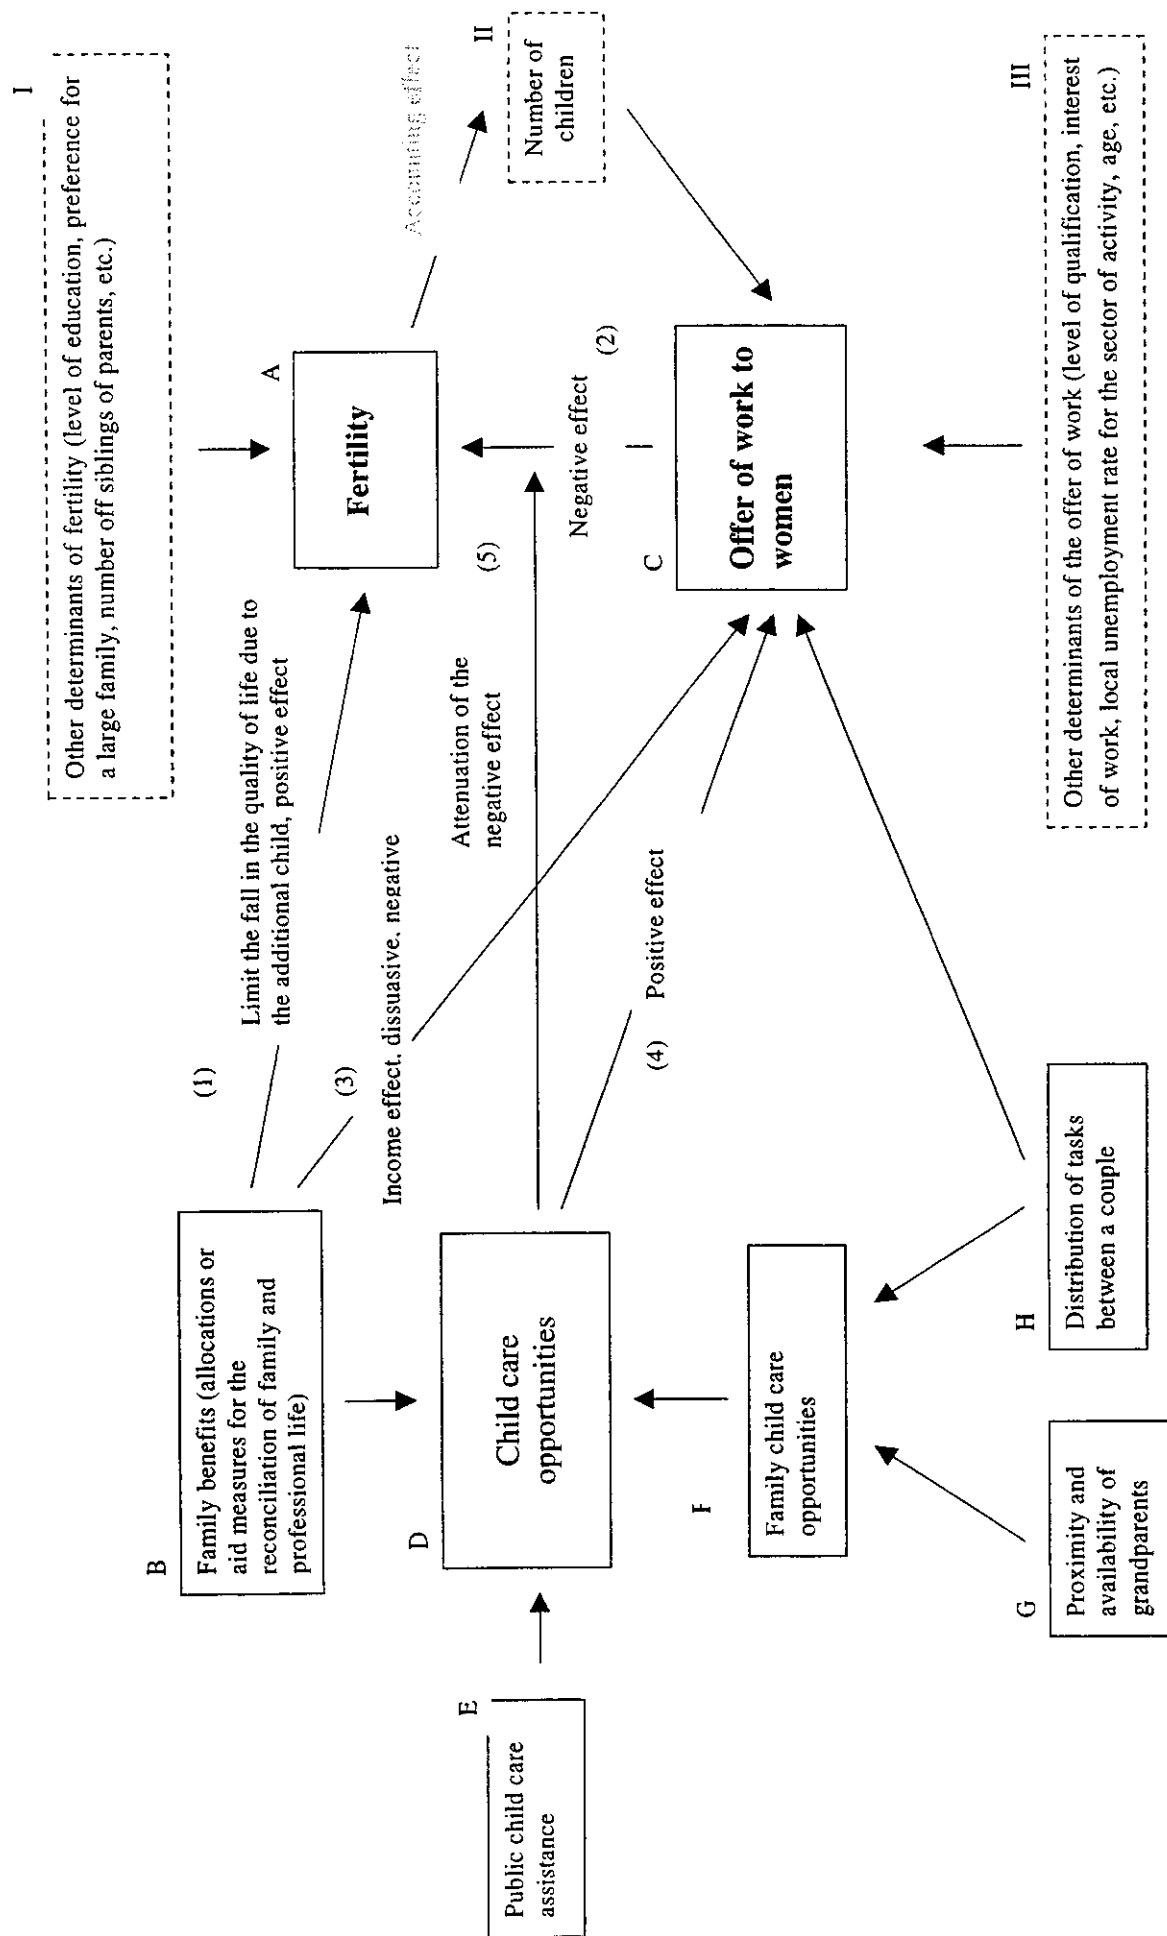 I
Other determinants of fertility (level of education, preference for
a large family, number off siblings of parents, etc.)
B
Family benefits (allocations or
aid measures for the
reconciliation of family and
professional life)
(1)
Limit the fall in the quality of life due to
the additional child, positive effect
A
Fertility
Accounting effect
II
Number of
children
(3)
Income effect, dissuasive, negative
E
Public child care
assistance
D
Child care
opportunities
Attenuation of the
negative effect
(5)
Negative effect
(2)
(4)
Positive effect
C
Offer of work to
women
F
Family child care
opportunities
G
Proximity and
availability of
grandparents
H
Distribution of tasks
between a couple
III
Other determinants of the offer of work (level of qualification, interest
of work, local unemployment rate for the sector of activity, age, etc.)